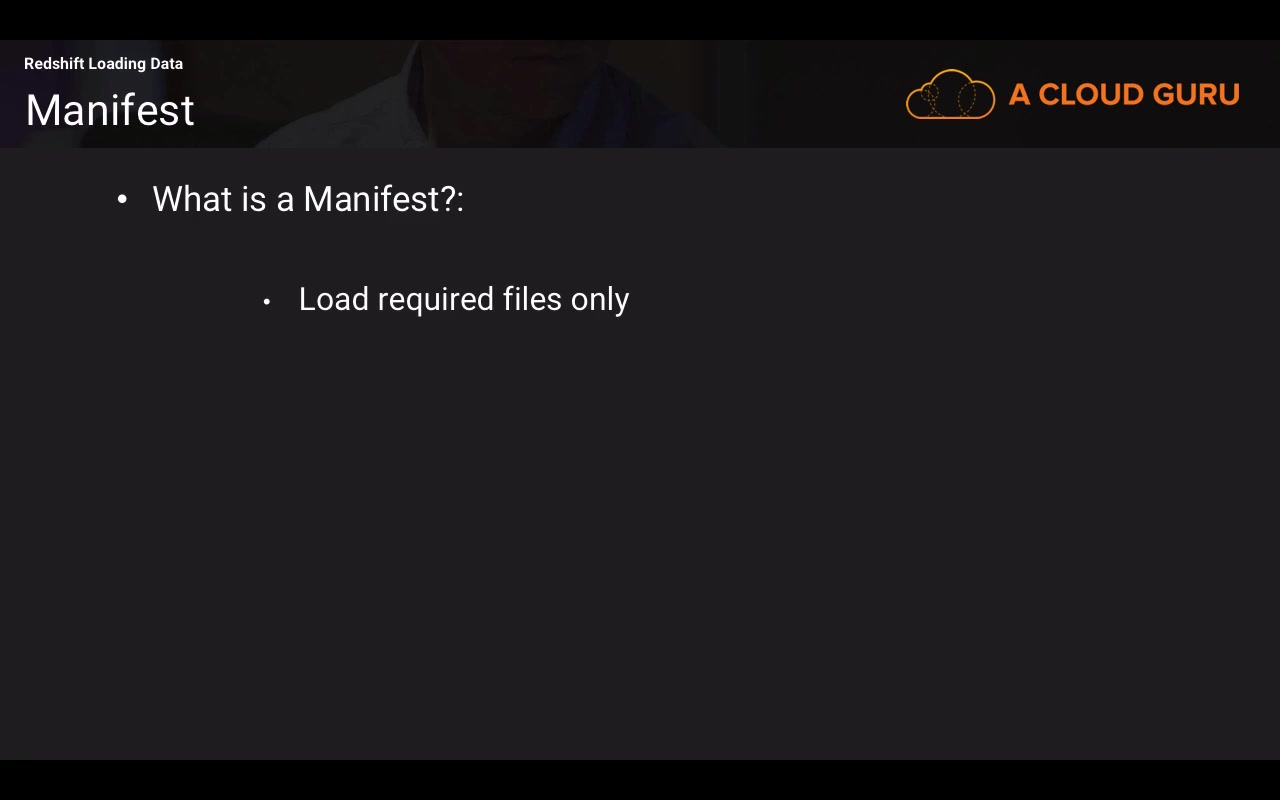 Redshift Loading Data
Manifest
A CLOUD GURU
• What is a Manifest?:
• Load required files only